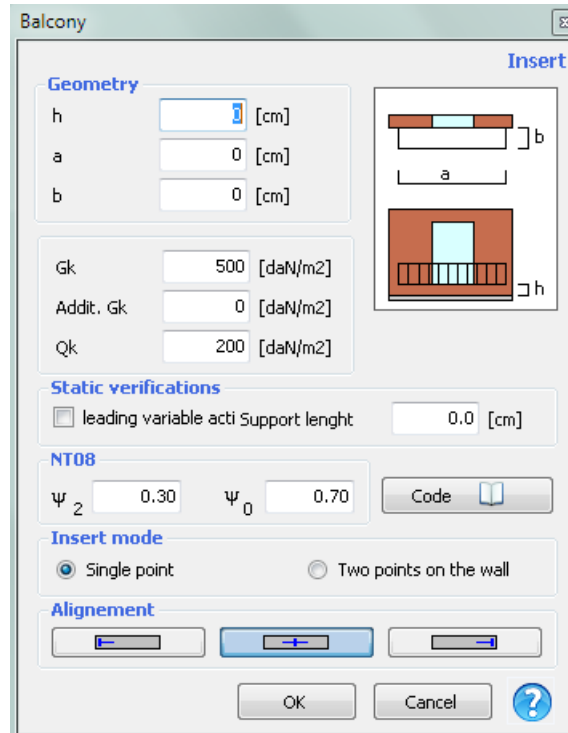 Balcony
Insert
Geometry
h 0 [cm]
a 0 [cm]
b 0 [cm]
b
a
h
Gk 500 [daN/m2]
Addit. Gk 0 [daN/m2]
Qk 200 [daN/m2]
Static verifications
leading variable acti Support lenght 0.0 [cm]
NT08
Ψ 2 0.30 Ψ 0 0.70 Code
Insert mode
Single point Two points on the wall
Alignement
OK Cancel ?